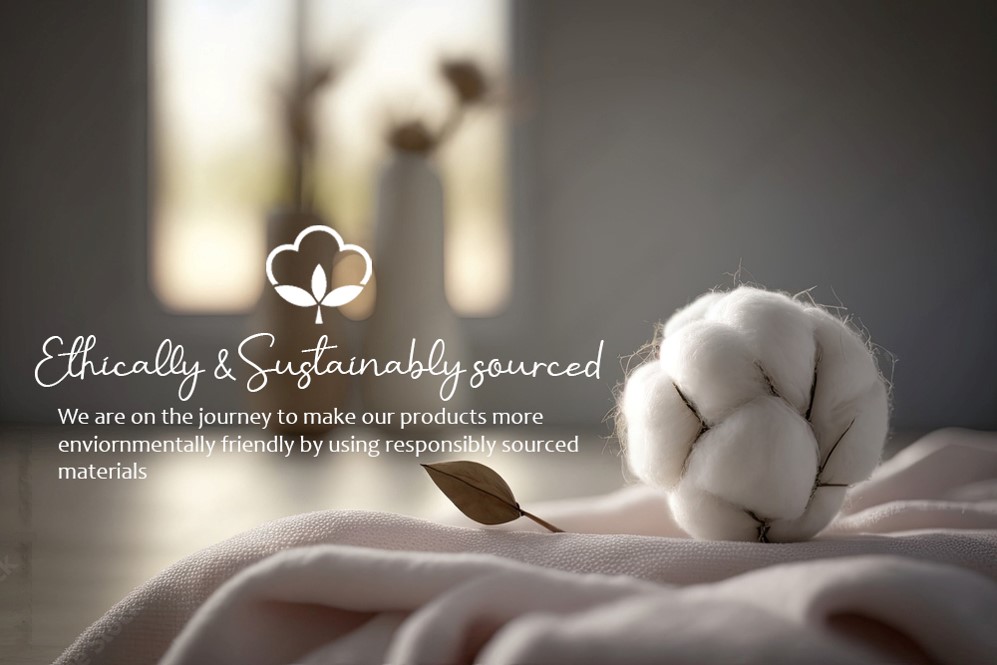 Ethically & Sustainably sourced
We are on the journey to make our products more
enviornmentally friendly by using responsibly sourced
materials